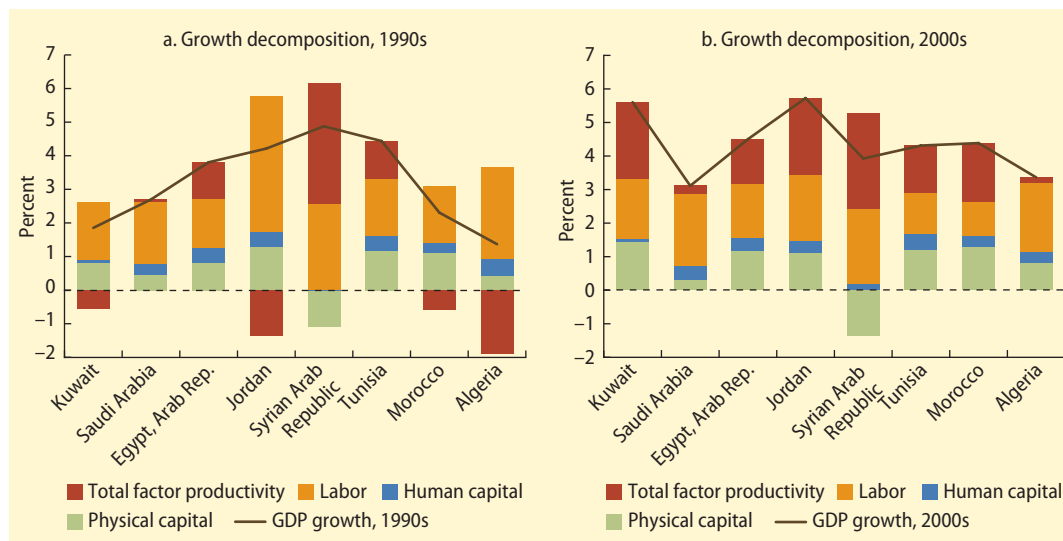 a. Growth decomposition, 1990s
7
6
5
4
3
2
1
0
−1
−2
Percent
Kuwait
Saudi Arabia
Egypt, Arab Rep.
Jordan
Syrian Arab
Republic
Tunisia
Morocco
Algeria
Total factor productivity Labor Human capital
Physical capital GDP growth, 1990s
b. Growth decomposition, 2000s
7
6
5
4
3
2
1
0
−1
−2
Percent
Kuwait
Saudi Arabia
Egypt, Arab Rep.
Jordan
Syrian Arab
Republic
Tunisia
Morocco
Algeria
Total factor productivity Labor Human capital
Physical capital GDP growth, 2000s